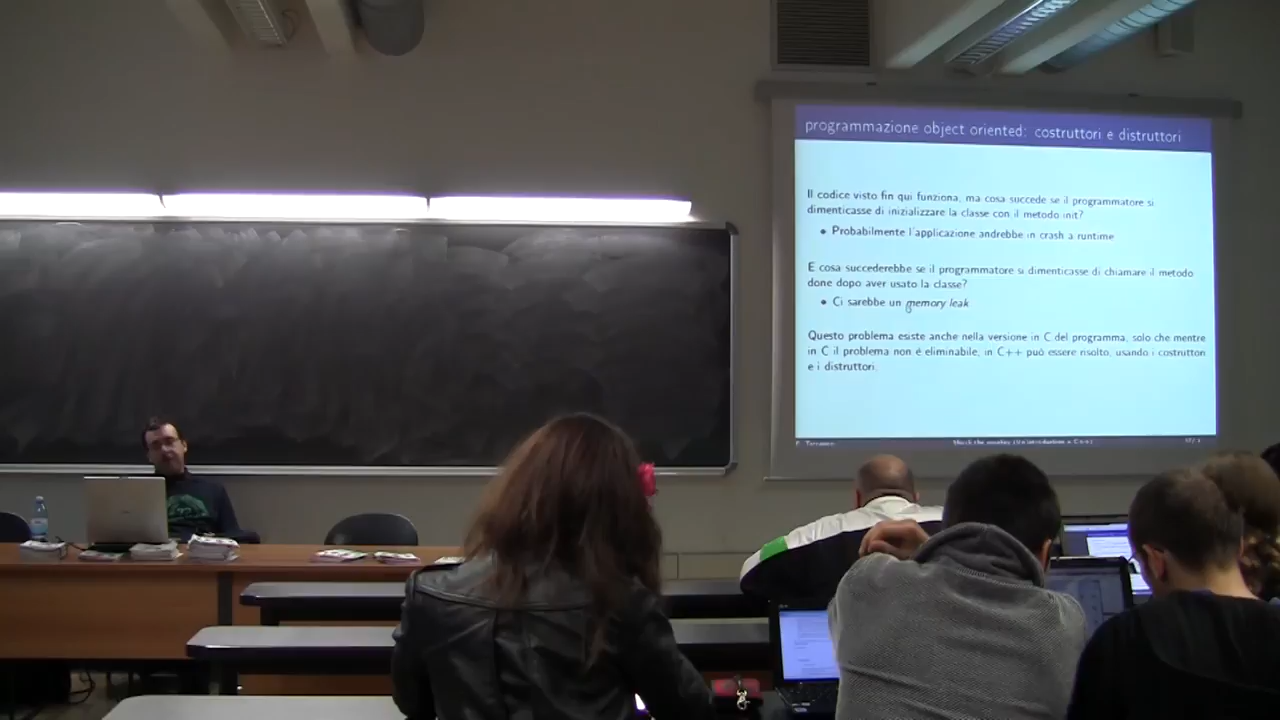 programmazione object oriented: costruttori e distruttori
Il codice visto fin qui funziona, ma cosa succede se il programmatore si
dimenticasse di inizializzare la classe con il metodo init?
• Probabilmente l'applicazione andrebbe in crash a runtime
E cosa succederebbe se il programmatore si dimenticasse di chiamare il metodo
done dopo aver usato la classe?
• Ci sarebbe un memory leak
Questo problema esiste anche nella versione in C del programma, solo che mentre
in C il problema non é eliminabile, in C++ può essere risolto, usando i costruttori
e i distruttori.